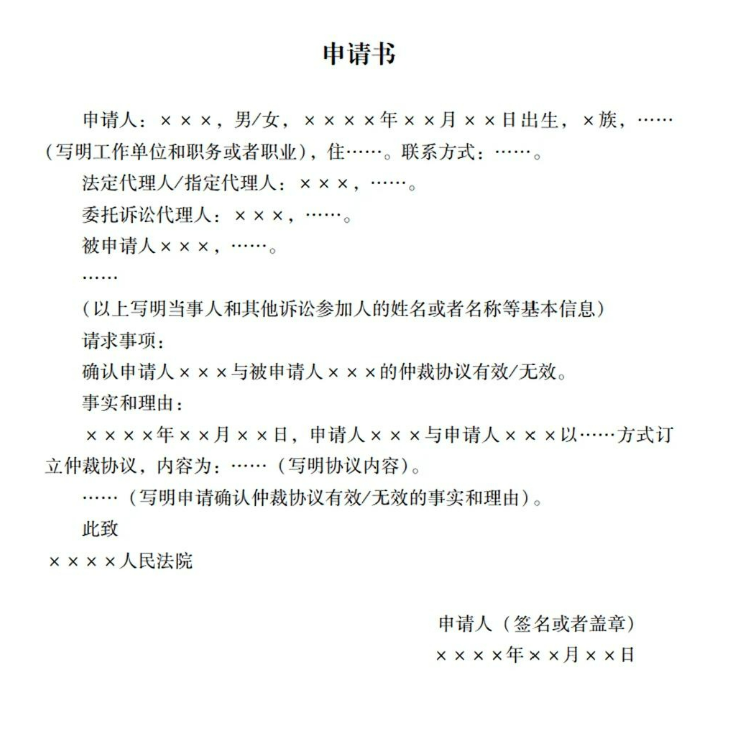 申请书
申请人：×××，男/女，××××年××月××日出生，×族，……
（写明工作单位和职务或者职业），住……。联系方式：……。
法定代理人/指定代理人：×××，……。
委托诉讼代理人：×××，……。
被申请人×××，……。
……
（以上写明当事人和其他诉讼参加人的姓名或者名称等基本信息）
请求事项：
确认申请人×××与被申请人×××的仲裁协议有效/无效。
事实和理由：
××××年××月××日，申请人×××与申请人×××以……方式订
立仲裁协议，内容为：……（写明协议内容）。
……（写明申请确认仲裁协议有效/无效的事实和理由）。
此致
××××人民法院
申请人（签名或者盖章）
××××年××月××日